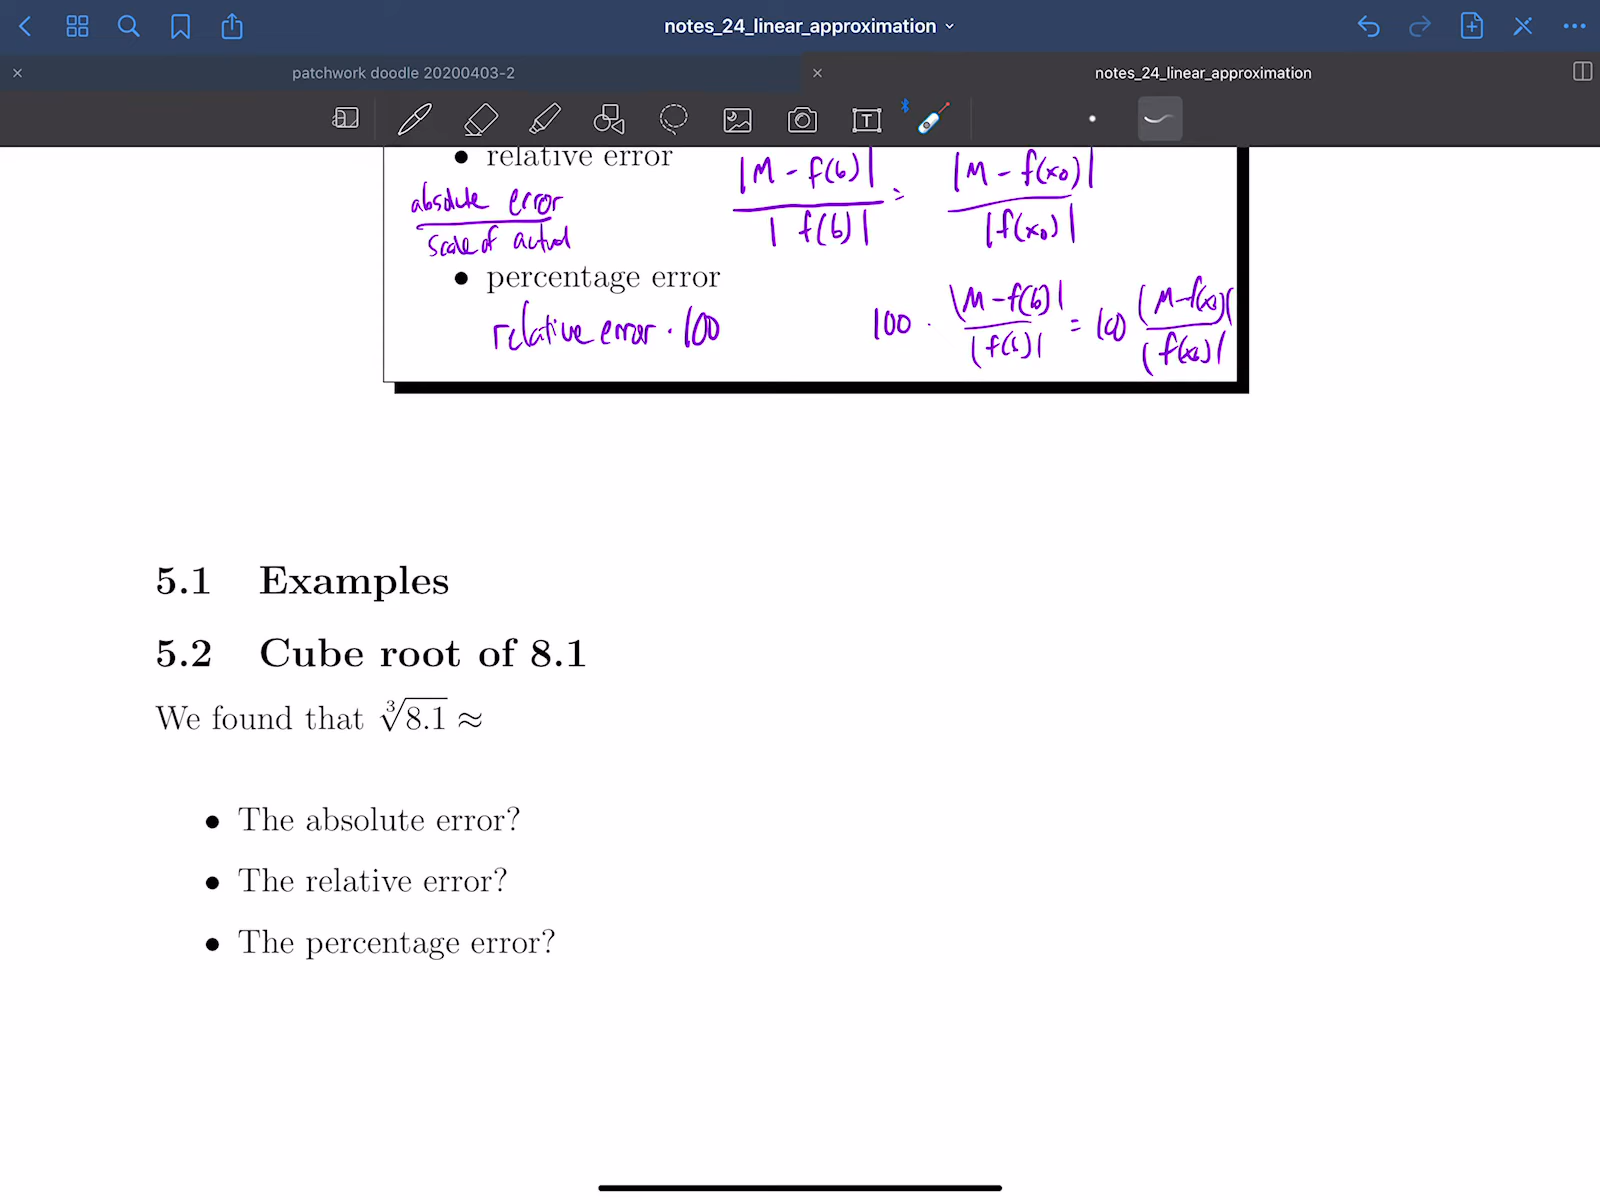 notes_24_linear_approximation
patchwork doodle 20200403-2
notes_24_linear_approximation
• relative error
absolute error
scale of actual
|M - f(b)| / |f(b)| = |M - f(x₀)| / |f(x₀)|
• percentage error
relative error · 100
100 · |M - f(b)| / |f(b)| = 100 |M - f(x₀)| / |f(x₀)|
5.1 Examples
5.2 Cube root of 8.1
We found that ∛8.1 ≈
• The absolute error?
• The relative error?
• The percentage error?